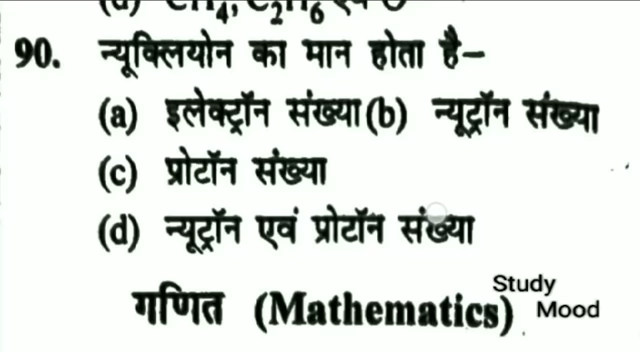 90. न्यूक्लियोन का मान होता है–
(a) इलेक्ट्रॉन संख्या (b) न्यूट्रॉन संख्या
(c) प्रोटॉन संख्या
(d) न्यूट्रॉन एवं प्रोटॉन संख्या
गणित (Mathematics)
Study
Mood